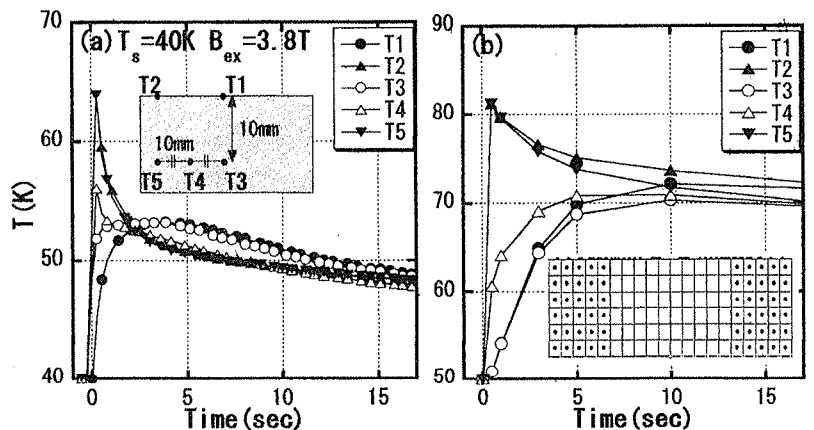 (a) T_s=40K B_ex=3.8T
T1
T2
T3
T4
T5
T2 T1
10mm
10mm
T5 T4 T3
70
60
50
40
T(K)
0 5 10 15
Time(sec)
(b)
T1
T2
T3
T4
T5
90
80
70
60
50
0 5 10 15
Time(sec)